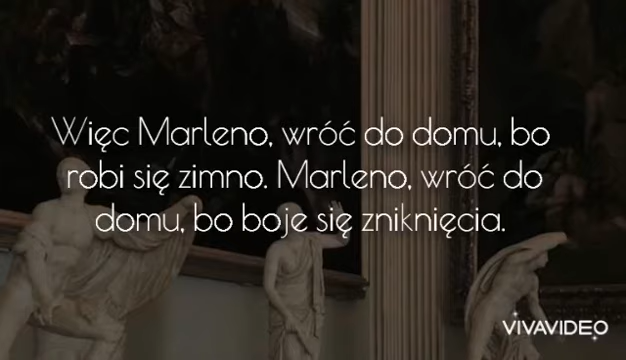 Więc Marleno, wróć do domu, bo
robi się zimno. Marleno, wróć do
domu, bo boje się zniknięcia.
VIVAVIDEO